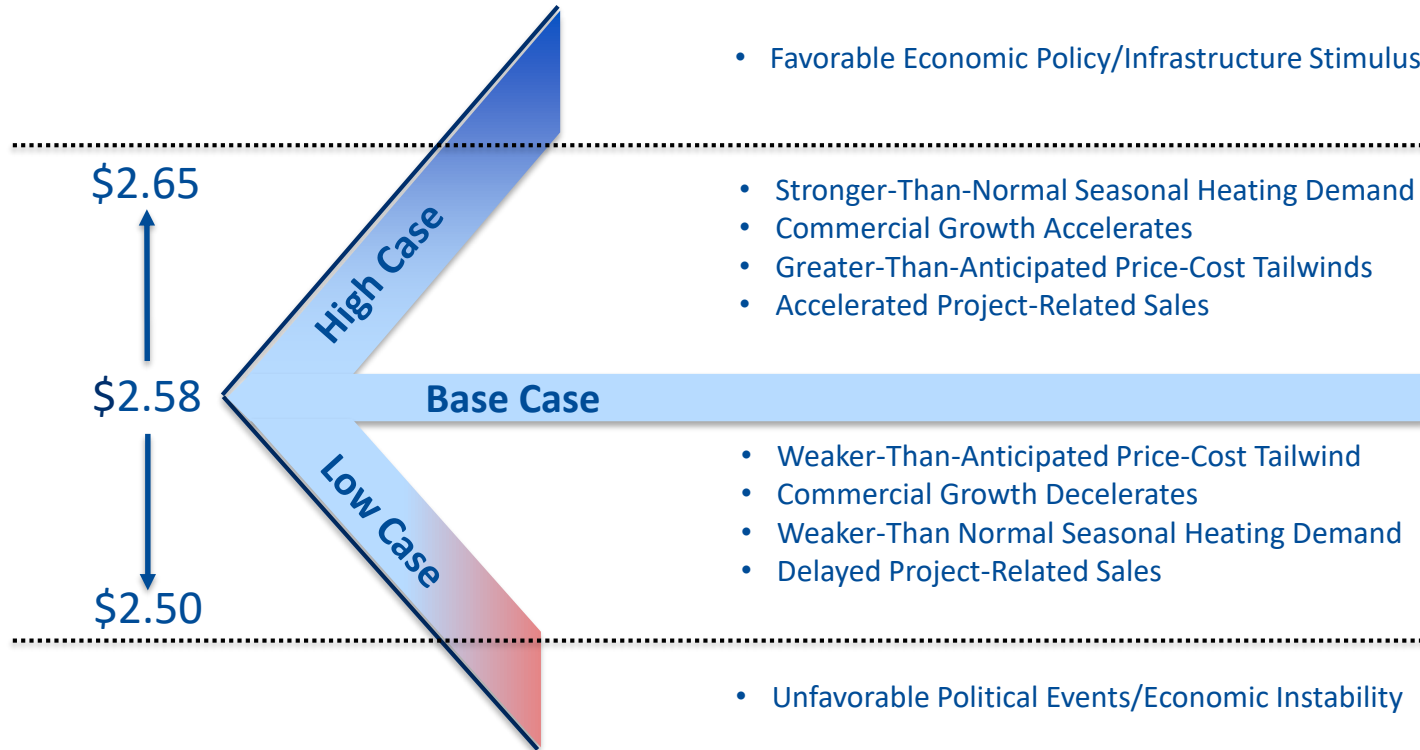 • Favorable Economic Policy/Infrastructure Stimulus
$2.65
• Stronger-Than-Normal Seasonal Heating Demand
• Commercial Growth Accelerates
• Greater-Than-Anticipated Price-Cost Tailwinds
• Accelerated Project-Related Sales
High Case
$2.58
Base Case
• Weaker-Than-Anticipated Price-Cost Tailwind
• Commercial Growth Decelerates
• Weaker-Than Normal Seasonal Heating Demand
• Delayed Project-Related Sales
Low Case
$2.50
• Unfavorable Political Events/Economic Instability